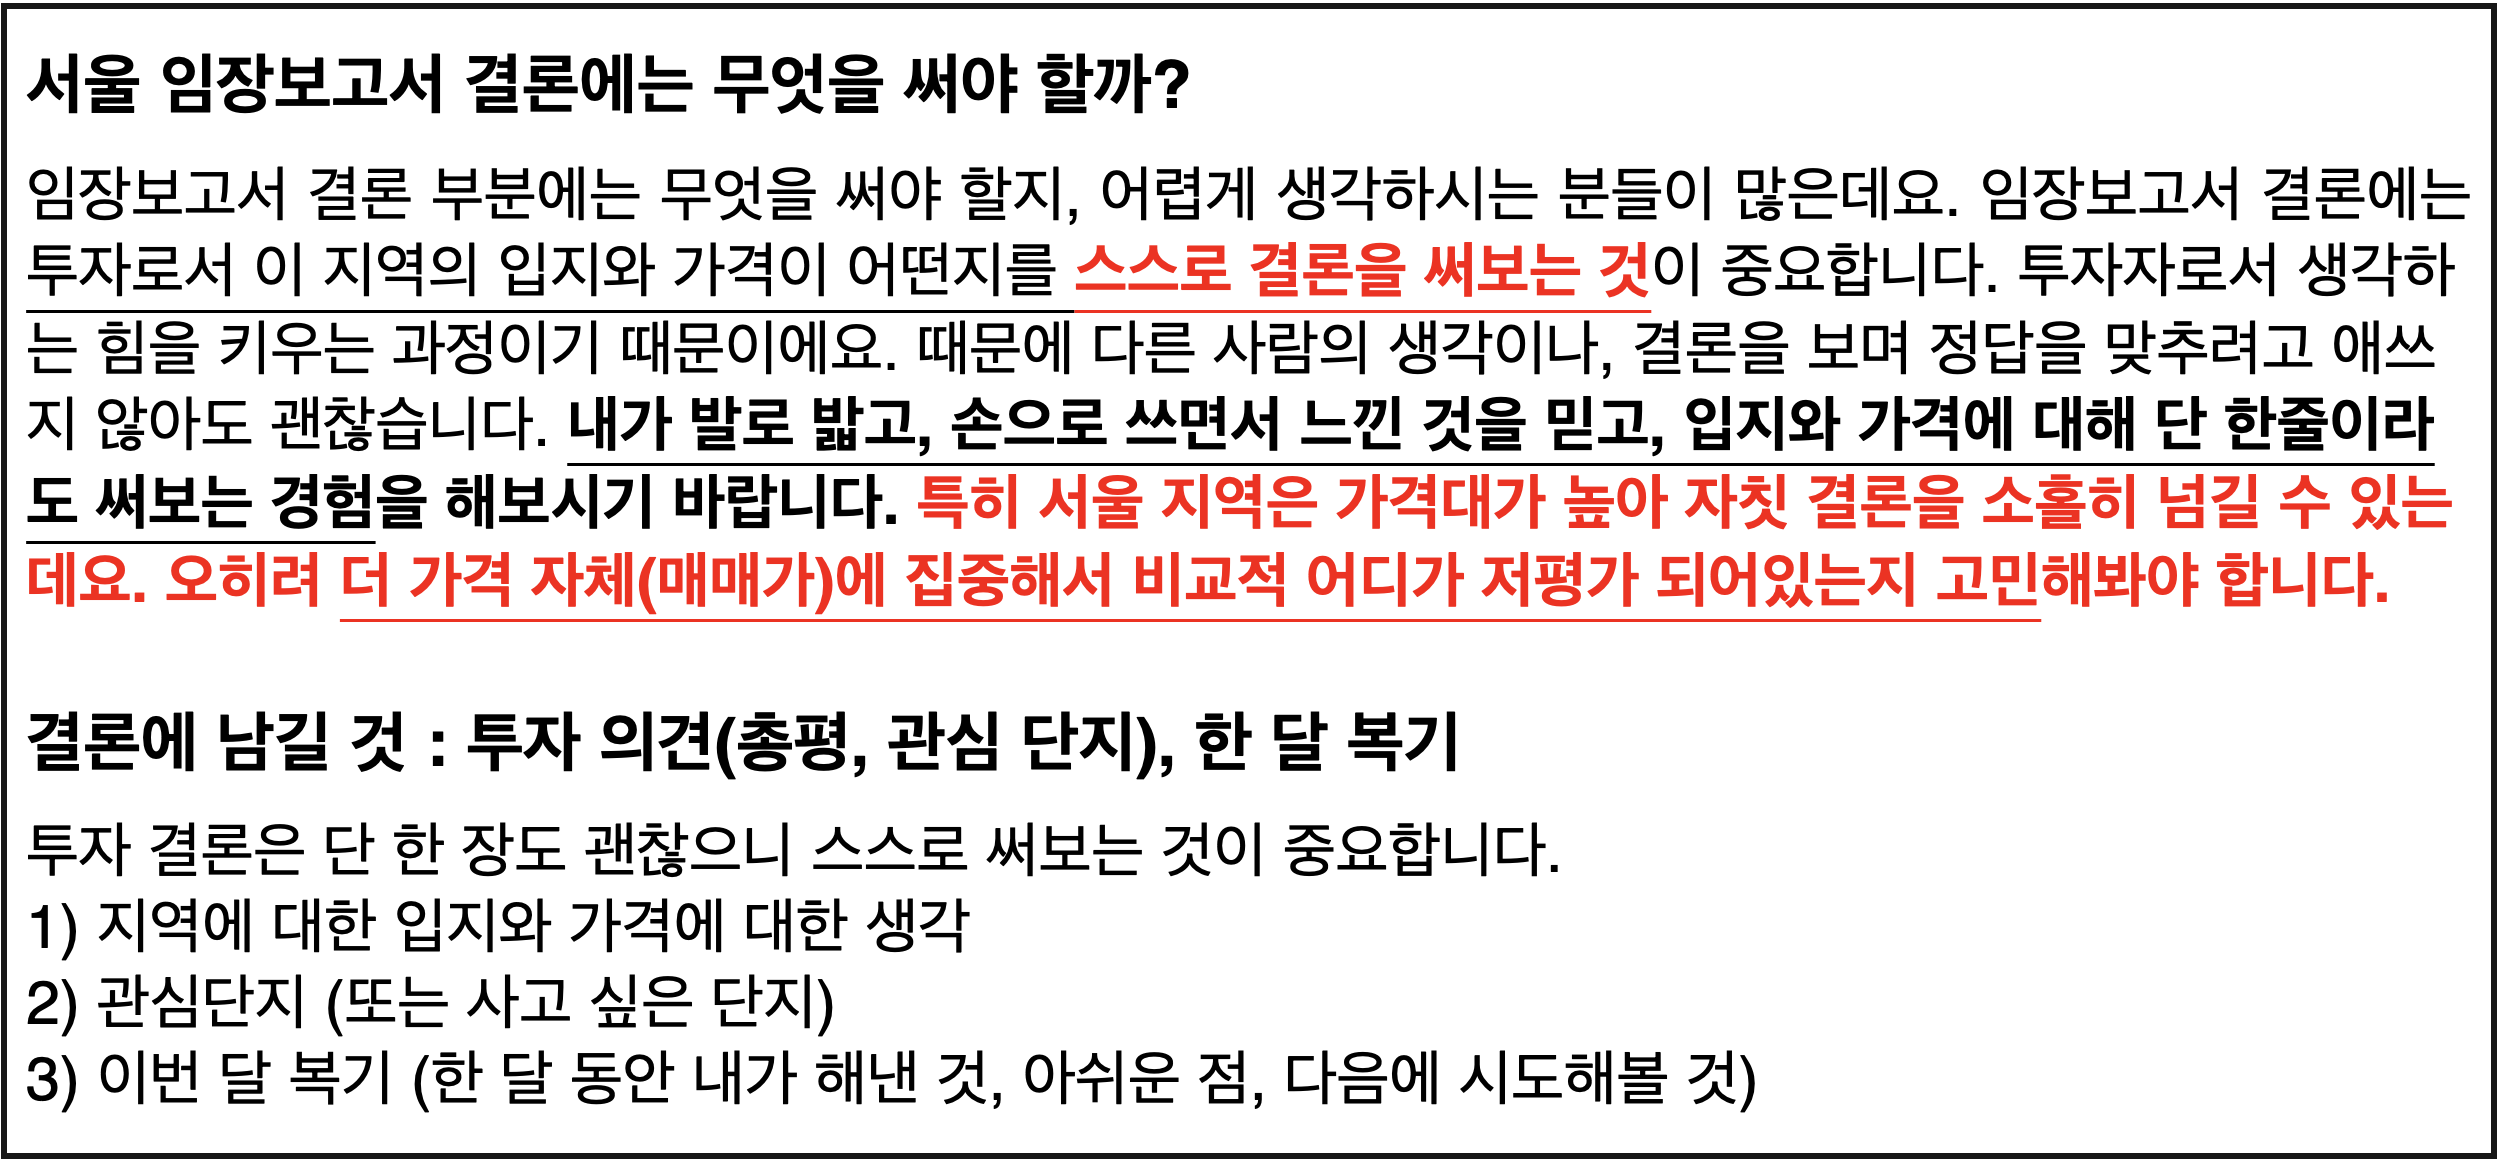 서울 임장보고서 결론에는 무엇을 써야 할까?
임장보고서 결론 부분에는 무엇을 써야 할지, 어렵게 생각하시는 분들이 많은데요. 임장보고서 결론에는
투자로서 이 지역의 입지와 가격이 어떤지를 스스로 결론을 써보는 것이 중요합니다. 투자자로서 생각하
는 힘을 키우는 과정이기 때문이에요. 때문에 다른 사람의 생각이나, 결론을 보며 정답을 맞추려고 애쓰
지 않아도 괜찮습니다. 내가 발로 밟고, 손으로 쓰면서 느낀 것을 믿고, 입지와 가격에 대해 단 한줄이라
도 써보는 경험을 해보시기 바랍니다. 특히 서울 지역은 가격대가 높아 자칫 결론을 소홀히 넘길 수 있는
데요. 오히려 더 가격 자체(매매가)에 집중해서 비교적 어디가 저평가 되어있는지 고민해봐야 합니다.
결론에 남길 것 : 투자 의견(총평, 관심 단지), 한 달 복기
투자 결론은 단 한 장도 괜찮으니 스스로 써보는 것이 중요합니다.
1) 지역에 대한 입지와 가격에 대한 생각
2) 관심단지 (또는 사고 싶은 단지)
3) 이번 달 복기 (한 달 동안 내가 해낸 것, 아쉬운 점, 다음에 시도해볼 것)